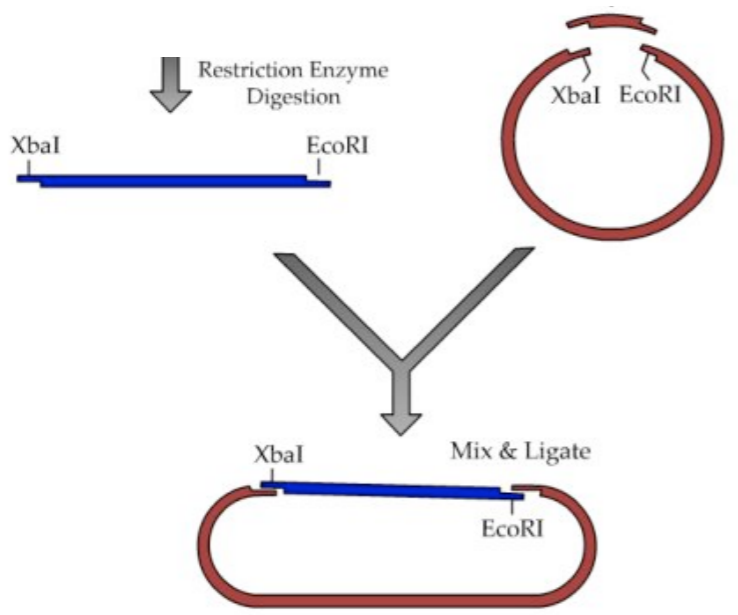 Restriction Enzyme
Digestion
XbaI
EcoRI
XbaI
EcoRI
XbaI
Mix & Ligate
EcoRI